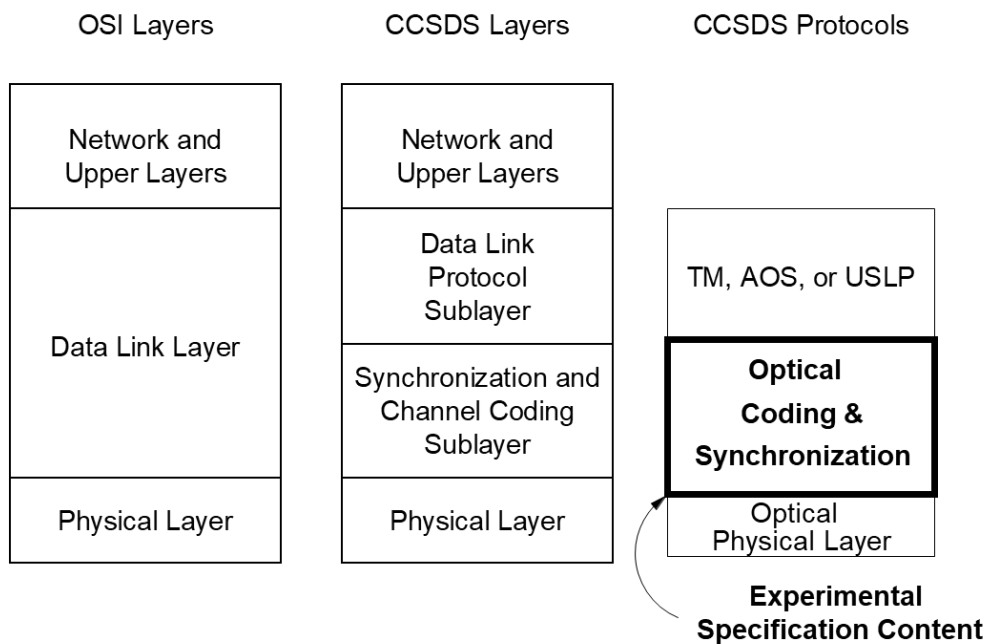 OSI Layers
CCSDS Layers
CCSDS Protocols
Network and
Upper Layers
Data Link Layer
Physical Layer
Network and
Upper Layers
Data Link
Protocol
Sublayer
Synchronization and
Channel Coding
Sublayer
Physical Layer
TM, AOS, or USLP
Optical
Coding &
Synchronization
Optical
Physical Layer
Experimental
Specification Content